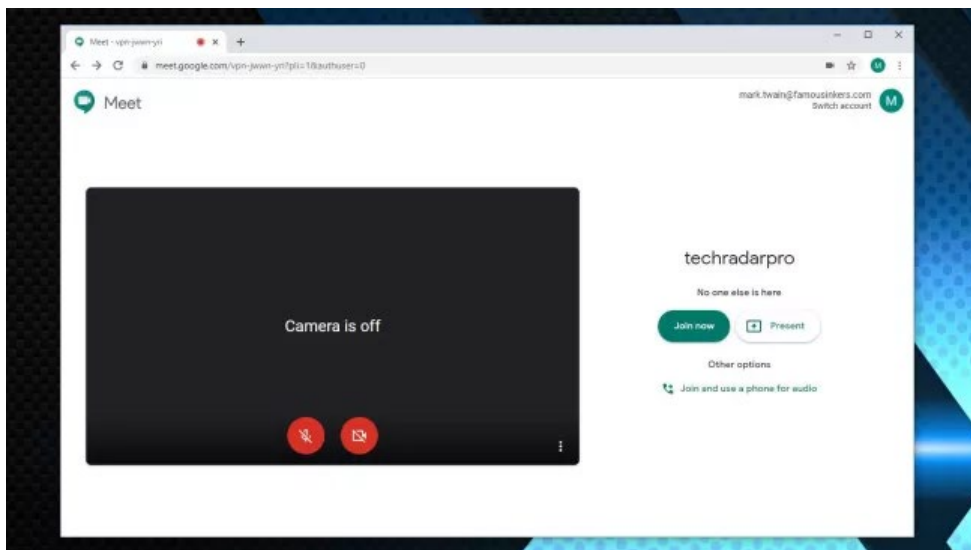 Meet - vpn-jwwn-yri
meet.google.com/vpn-jwwn-yri?pli=1&authuser=0
M
Meet
mark.twain@famousinkers.com
Switch account
M
techradarpro
No one else is here
Camera is off
Join now
Present
Other options
Join and use a phone for audio